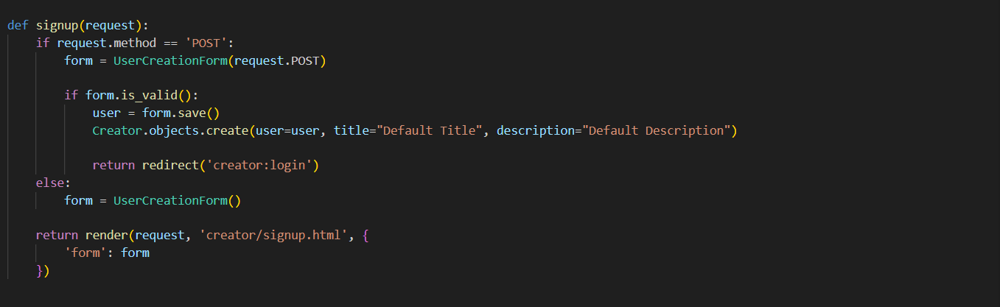 def signup(request):
    if request.method == 'POST':
        form = UserCreationForm(request.POST)

        if form.is_valid():
            user = form.save()
            Creator.objects.create(user=user, title="Default Title", description="Default Description")

            return redirect('creator:login')
    else:
        form = UserCreationForm()

    return render(request, 'creator/signup.html', {
        'form': form
    })